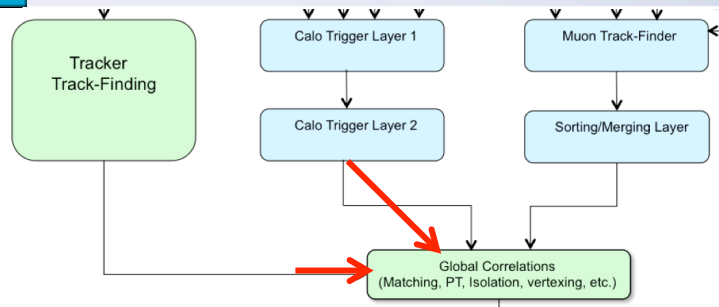 Tracker
Track-Finding
Calo Trigger Layer 1
Muon Track-Finder
Calo Trigger Layer 2
Sorting/Merging Layer
Global Correlations
(Matching, PT, Isolation, vertexing, etc.)